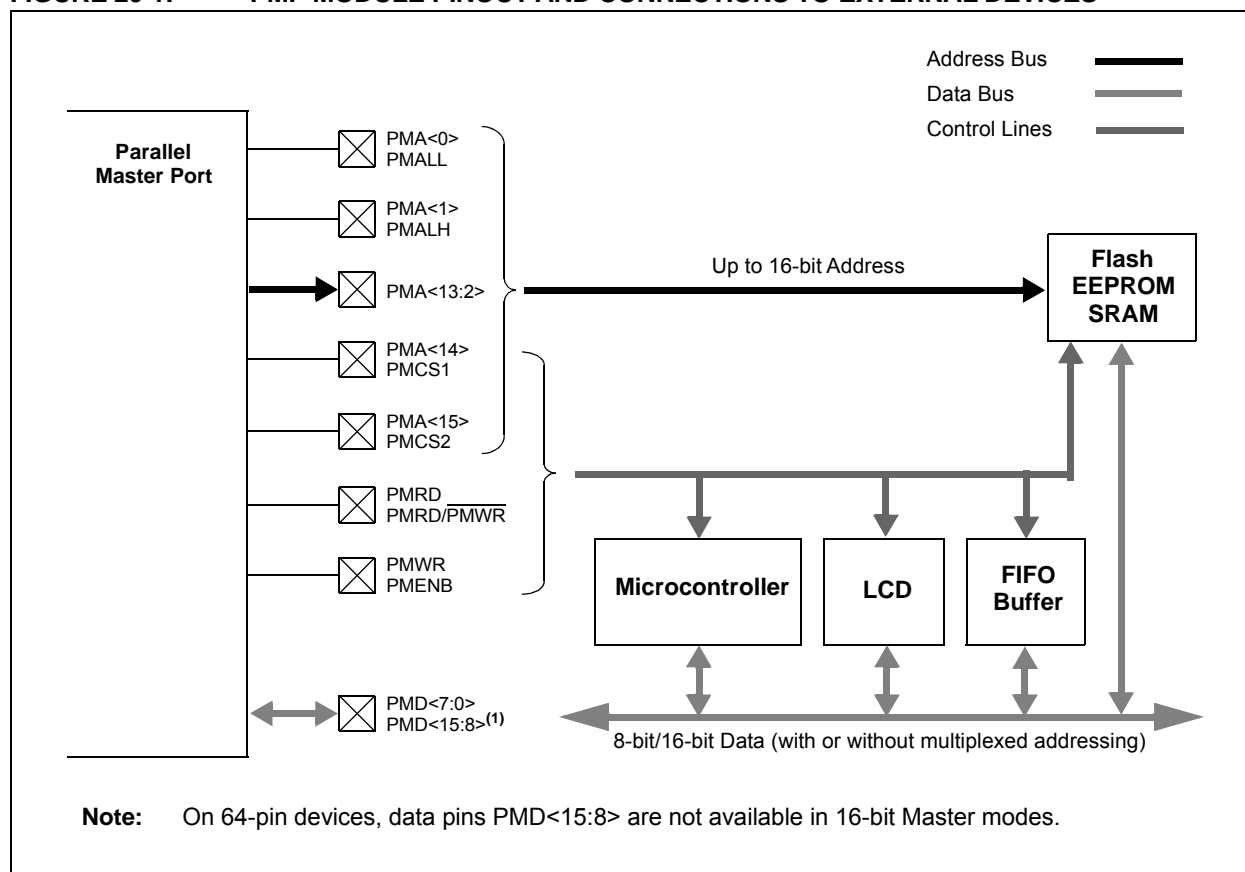 Address Bus
Data Bus
Control Lines
Parallel
Master Port
PMA<0>
PMALL
PMA<1>
PMALH
PMA<13:2>
PMA<14>
PMCS1
PMA<15>
PMCS2
PMRD
PMRD/PMWR
PMWR
PMENB
PMD<7:0>
PMD<15:8>(1)
Up to 16-bit Address
Flash
EEPROM
SRAM
Microcontroller
LCD
FIFO
Buffer
8-bit/16-bit Data (with or without multiplexed addressing)
Note: On 64-pin devices, data pins PMD<15:8> are not available in 16-bit Master modes.